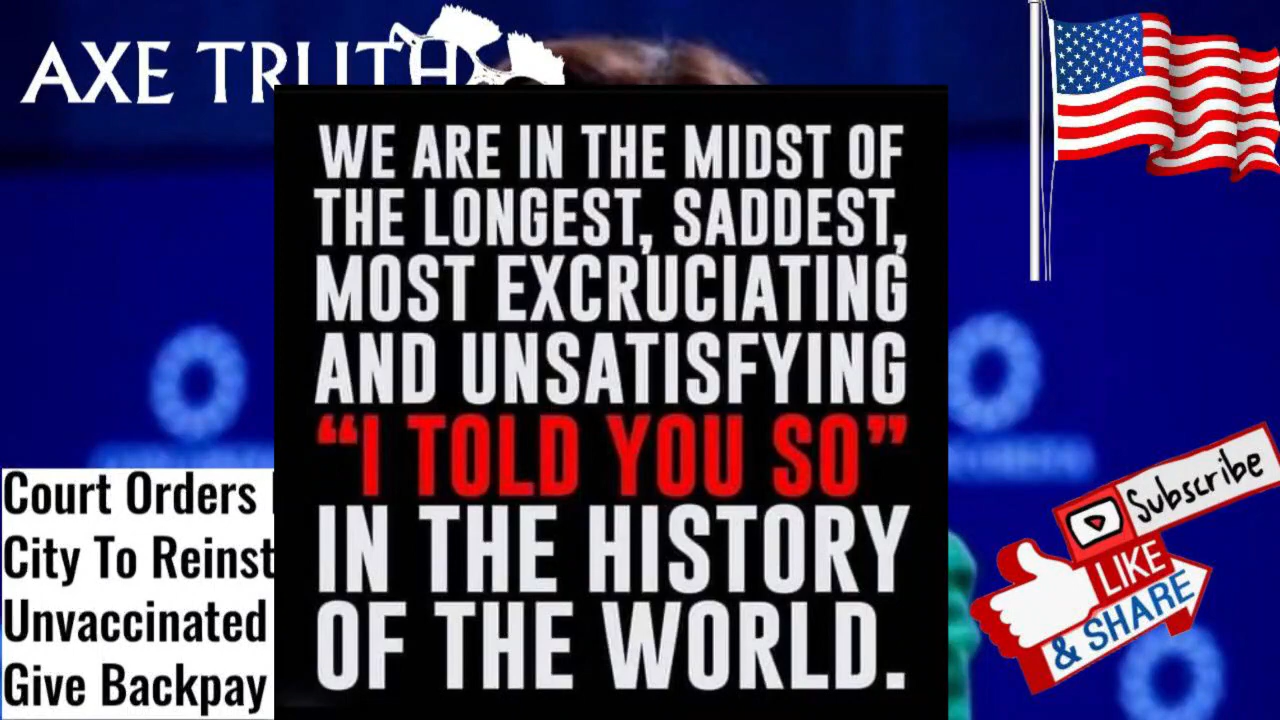 AXE TRUTH
WE ARE IN THE MIDST OF
THE LONGEST, SADDEST,
MOST EXCRUCIATING
AND UNSATISFYING
“I TOLD YOU SO”
IN THE HISTORY
OF THE WORLD.
Court Orders
City To Reinst
Unvaccinated
Give Backpay
Subscribe
LIKE
& SHARE